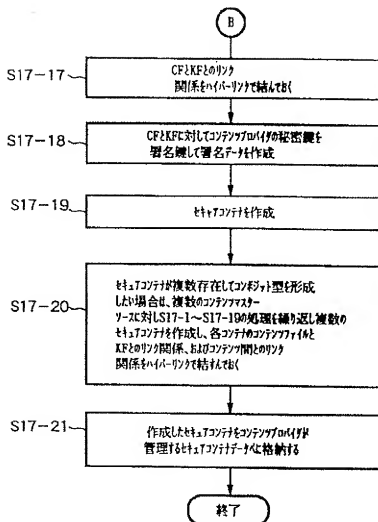 B
S17-17
CFとKFとのリンク
関係をハイパーリンクで結んでおく
S17-18
CFとKFに対してコンテンツプロバイダの秘密鍵を
署名鍵して署名データを作成
S17-19
セキャアコンテナを作成
S17-20
セキュアコンテナが複数存在してコンポジット型を形成
したい場合は、複数のコンテンツマスター
ソースに対しS17-1~S17-19の処理を繰り返し複数の
セキュアコンテナを作成し、各コンテナのコンテンツファイルと
KFとのリンク関係、およびコンテンツ間とのリンク
関係をハイパーリンクで結すんでおく
S17-21
作成したセキュアコンテナをコンテンツプロバイダが
管理するセキュアコンテナデータベに格納する
終了